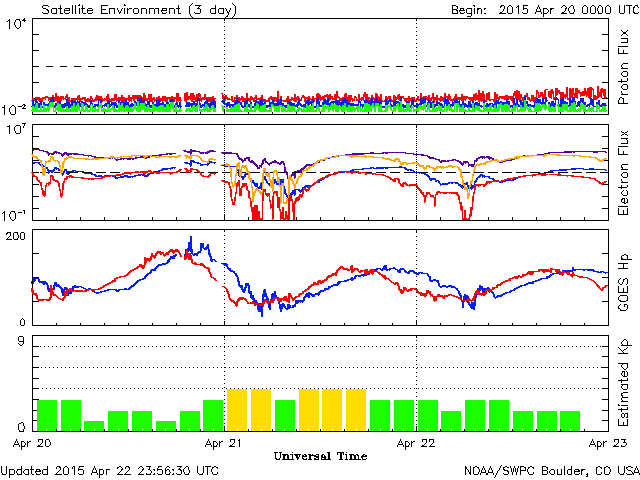 Satellite Environment (3 day) Begin: 2015 Apr 20 0000 UTC
10^4
10^-2
Proton Flux
10^7
10^-1
Electron Flux
200
0
GOES Hp
9
0
Estimated Kp
Apr 20 Apr 21 Apr 22 Apr 23
Universal Time
Updated 2015 Apr 22 23:56:30 UTC NOAA/SWPC Boulder, CO USA